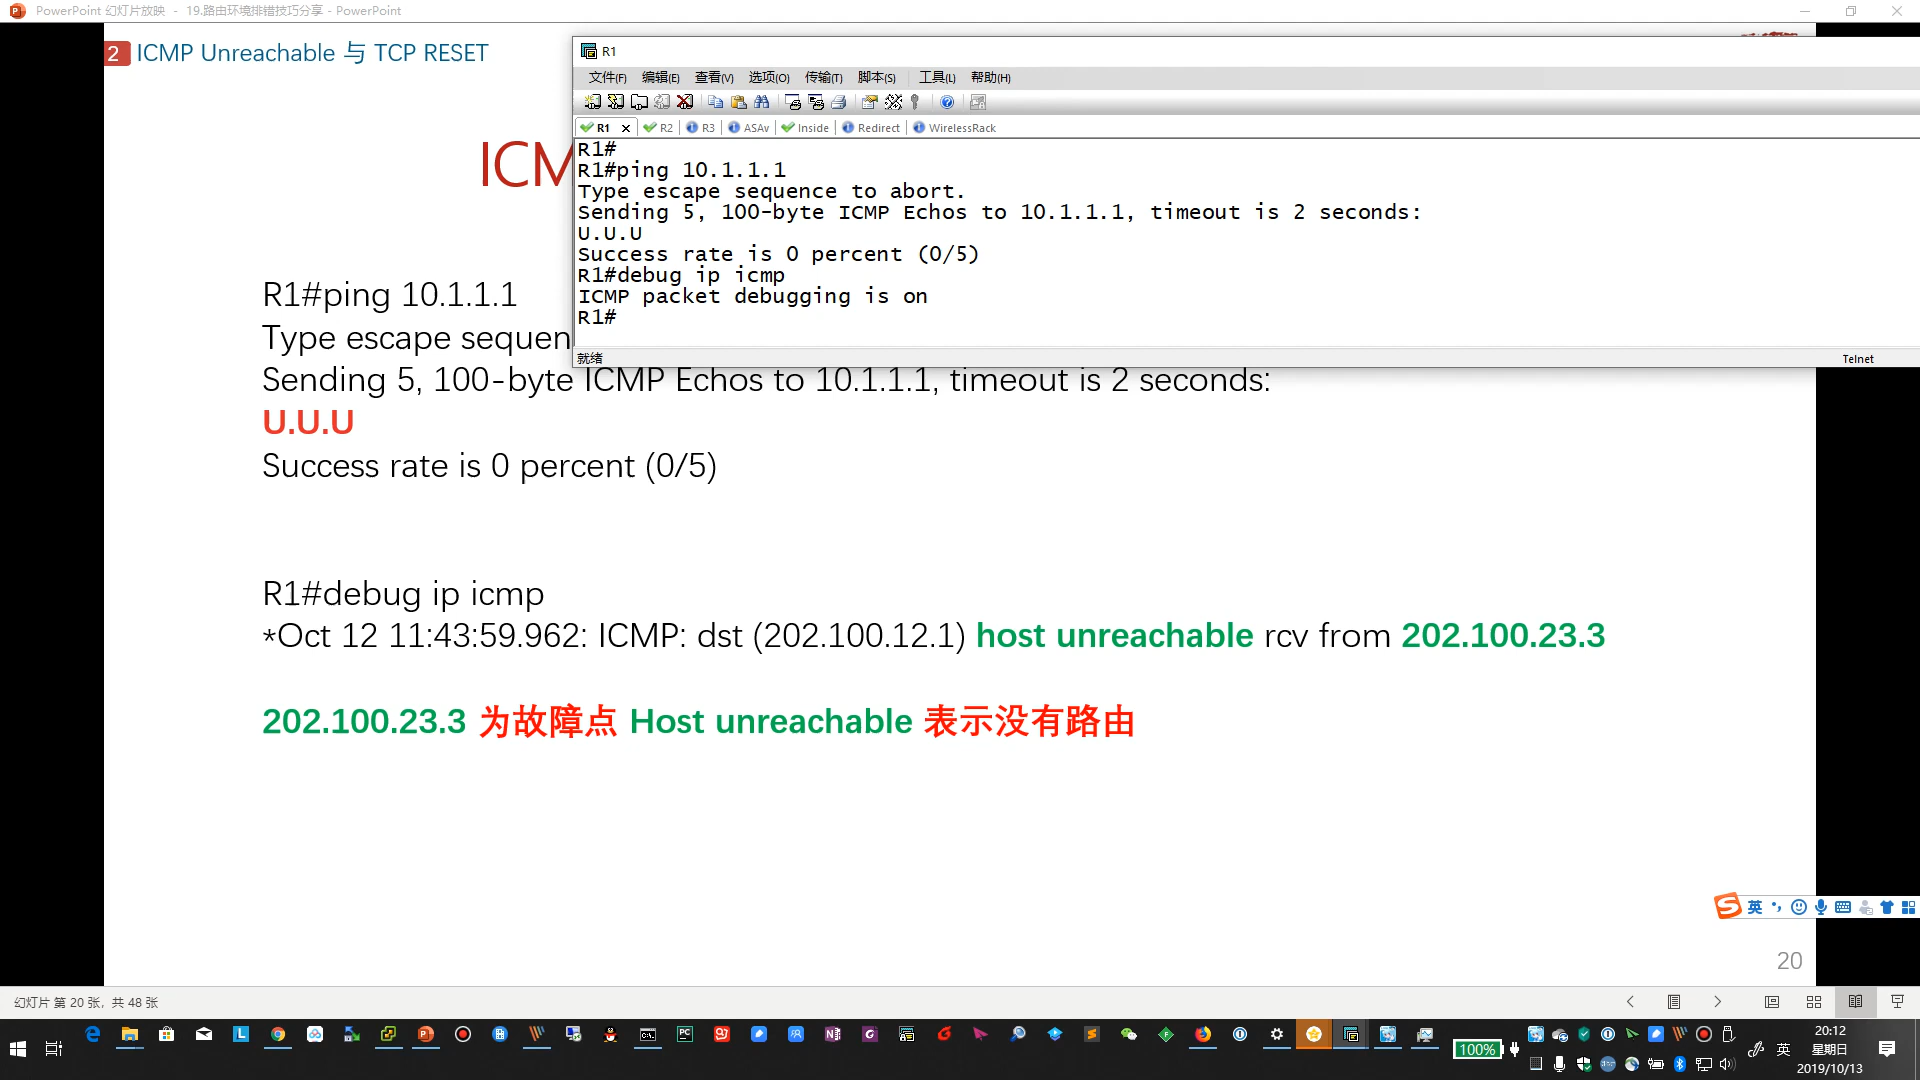 PowerPoint 幻灯片放映 - 19.路由环境排错技巧分享 - PowerPoint
2 ICMP Unreachable 与 TCP RESET
R1
文件(F) 编辑(E) 查看(V) 选项(O) 传输(T) 脚本(S) 工具(L) 帮助(H)
R1 R2 R3 ASAv Inside Redirect WirelessRack
R1#
R1#ping 10.1.1.1
Type escape sequence to abort.
Sending 5, 100-byte ICMP Echos to 10.1.1.1, timeout is 2 seconds:
U.U.U
Success rate is 0 percent (0/5)
R1#debug ip icmp
ICMP packet debugging is on
R1#
就绪 Telnet
ICM
R1#ping 10.1.1.1
Type escape sequen
Sending 5, 100-byte ICMP Echos to 10.1.1.1, timeout is 2 seconds:
U.U.U
Success rate is 0 percent (0/5)
R1#debug ip icmp
*Oct 12 11:43:59.962: ICMP: dst (202.100.12.1) host unreachable rcv from 202.100.23.3
202.100.23.3 为故障点 Host unreachable 表示没有路由
英
20
幻灯片 第 20 张，共 48 张
100%
英
20:12
星期日
2019/10/13